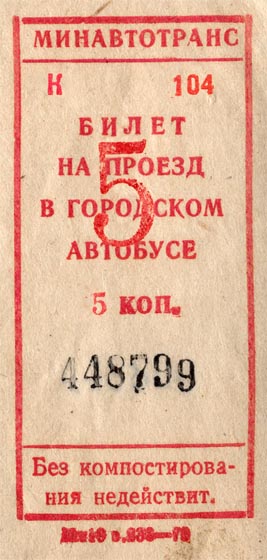 МИНАВТОТРАНС
К 104
БИЛЕТ
НА ПРОЕЗД
В ГОРОДСКОМ
АВТОБУСЕ
5
5 коп.
448799
Без компостирова-
ния недействит.